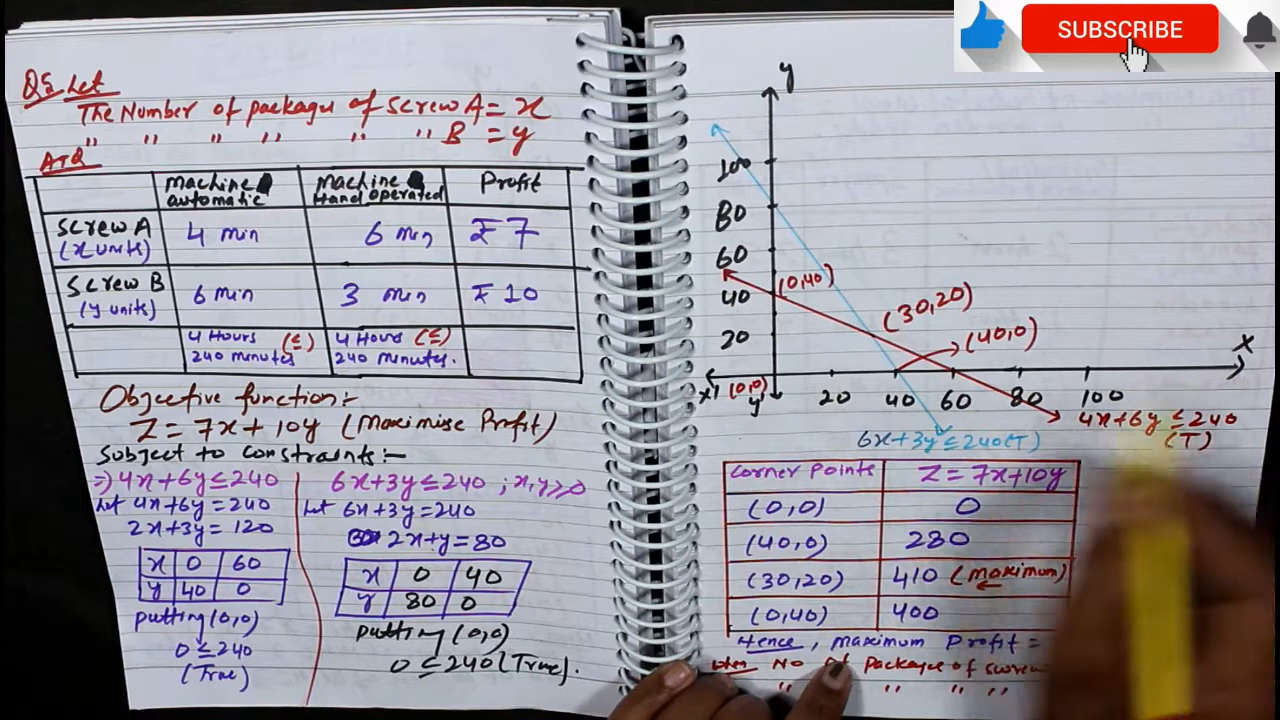 SUBSCRIBE
Q5 Let
The Number of packages of screw A = x
" " " " " " B = y
ATQ
Machine automatic | Machine Hand operated | Profit
Screw A (x units) | 4 min | 6 min | ₹ 7
Screw B (y units) | 6 min | 3 min | ₹ 10
4 Hours (≤) 240 minutes | 4 Hours (≤) 240 minutes.
Objective function:-
Z = 7x + 10y (Maximise Profit)
Subject to constraints:-
⇒ 4x+6y ≤ 240
Let 4x+6y = 240
2x+3y = 120
x | 0 | 60
y | 40 | 0
putting (0,0)
0 ≤ 240
(True)
6x+3y ≤ 240 ; x,y ≥ 0
Let 6x+3y = 240
2x+y = 80
x | 0 | 40
y | 80 | 0
putting (0,0)
0 ≤ 240 (True).
y
100
80
60
40
20
(0,40)
(30,20)
(40,0)
X
x' (0,0) y'
20 40 60 80 100
4x+6y ≤ 240
(T)
6x+3y ≤ 240 (T)
Corner Points | Z = 7x+10y
(0,0) | 0
(40,0) | 280
(30,20) | 410 (maximum)
(0,40) | 400
Hence, maximum Profit =
when No of Packages of screw
" " " "